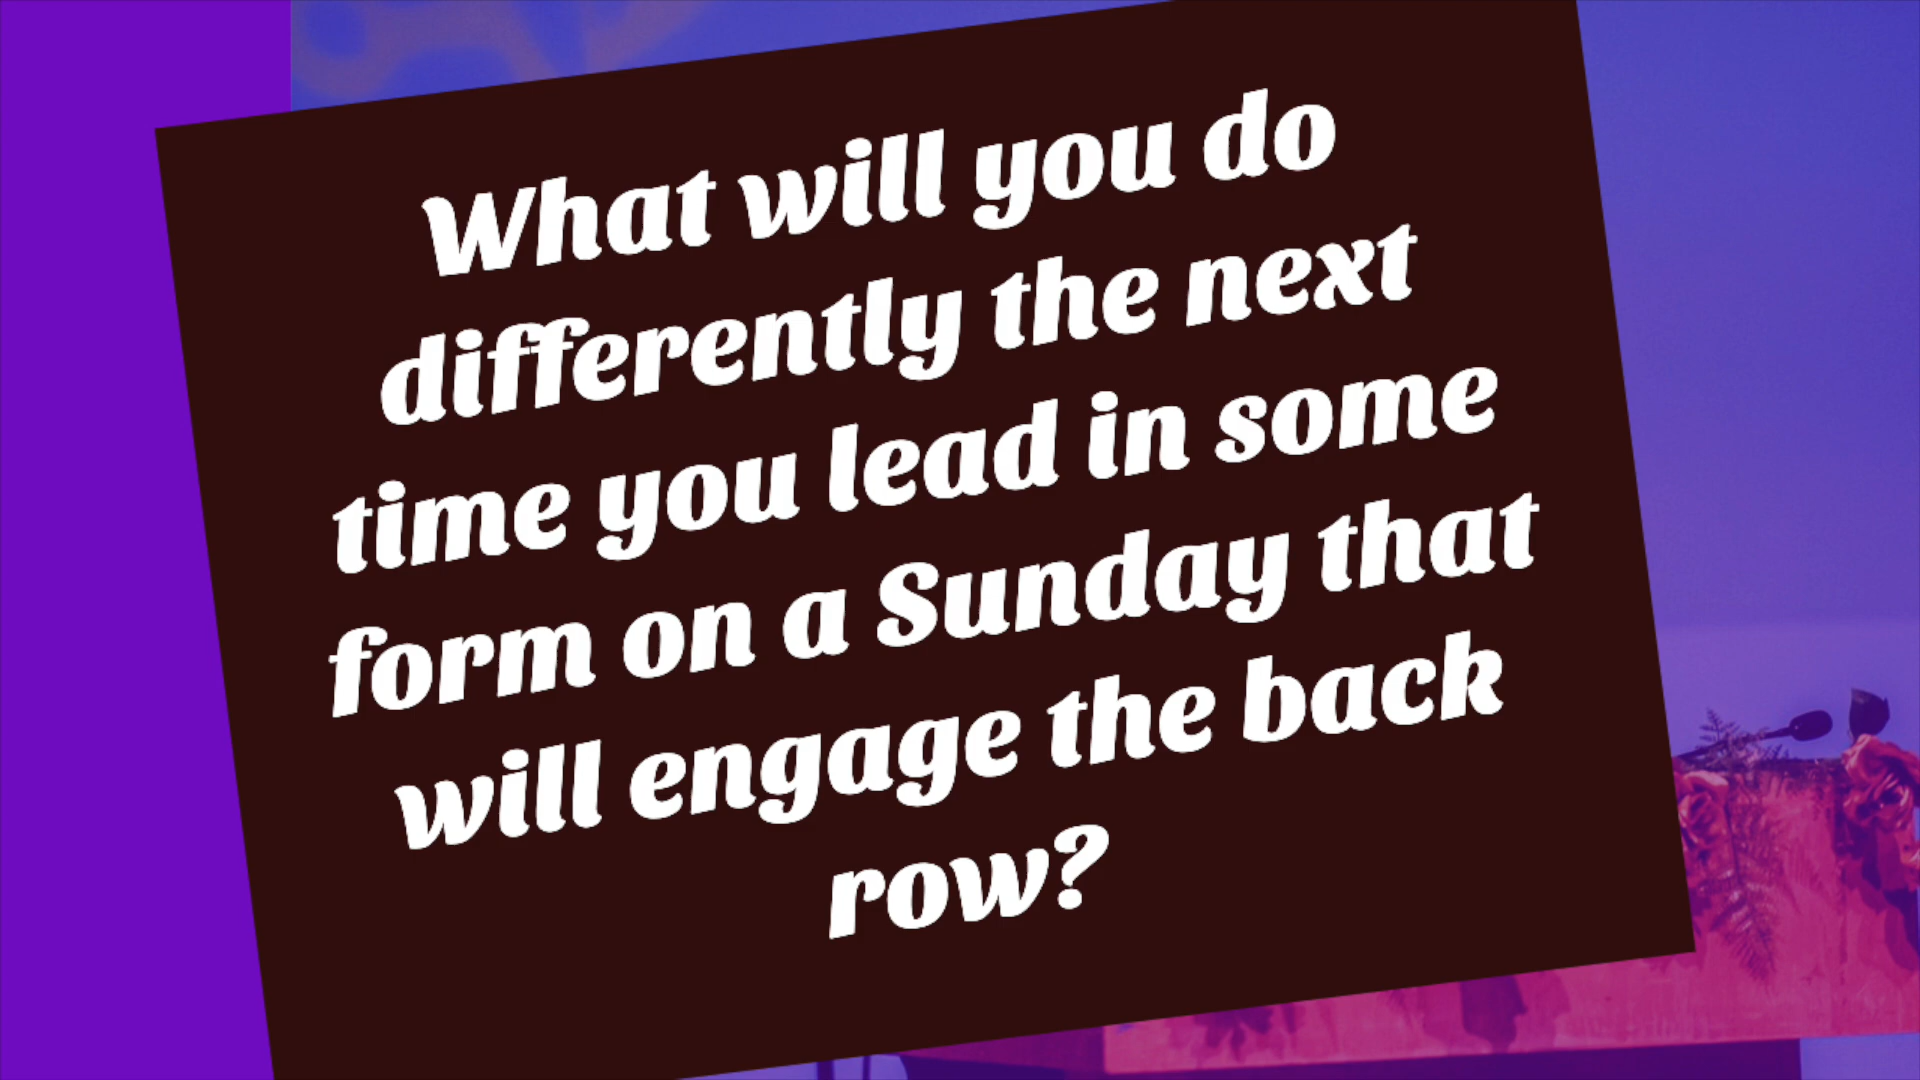 What will you do
differently the next
time you lead in some
form on a Sunday that
will engage the back
row?